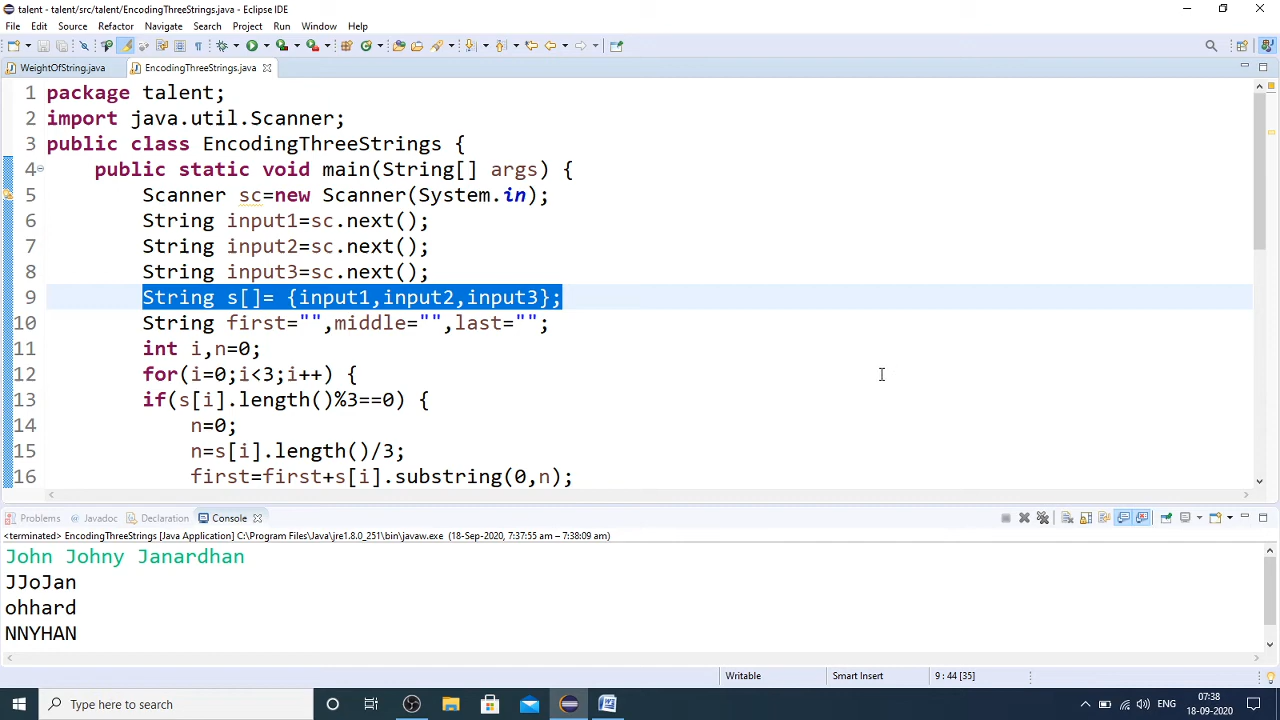 talent - talent/src/talent/EncodingThreeStrings.java - Eclipse IDE
File Edit Source Refactor Navigate Search Project Run Window Help
WeightOfString.java EncodingThreeStrings.java
1 package talent;
2 import java.util.Scanner;
3 public class EncodingThreeStrings {
4 public static void main(String[] args) {
5 Scanner sc=new Scanner(System.in);
6 String input1=sc.next();
7 String input2=sc.next();
8 String input3=sc.next();
9 String s[]= {input1,input2,input3};
10 String first="",middle="",last="";
11 int i,n=0;
12 for(i=0;i<3;i++) {
13 if(s[i].length()%3==0) {
14 n=0;
15 n=s[i].length()/3;
16 first=first+s[i].substring(0,n);
Problems Javadoc Declaration Console
<terminated> EncodingThreeStrings [Java Application] C:\Program Files\Java\jre1.8.0_251\bin\javaw.exe (18-Sep-2020, 7:37:55 am – 7:38:09 am)
John Johny Janardhan
JJoJan
ohhard
NNYHAN
Writable Smart Insert 9 : 44 [35]
Type here to search ENG 07:38
18-09-2020